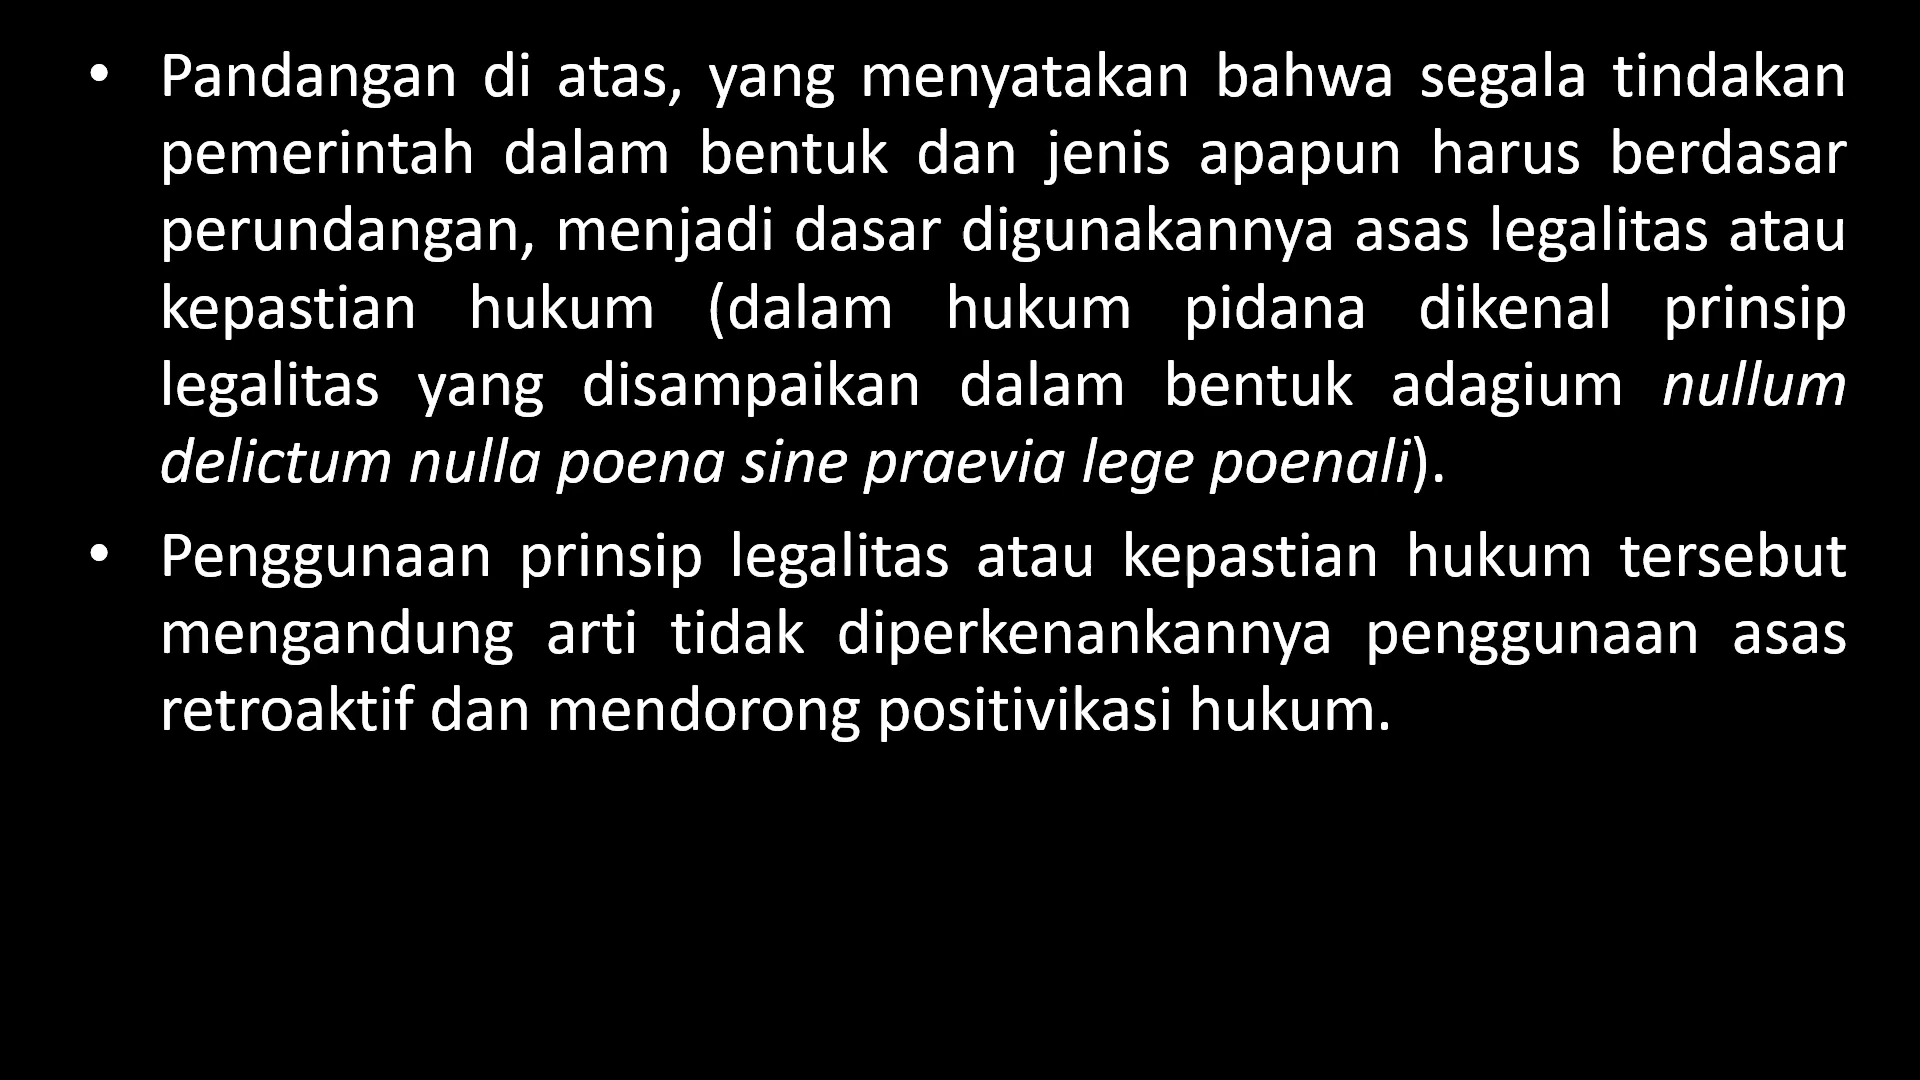 • Pandangan di atas, yang menyatakan bahwa segala tindakan
pemerintah dalam bentuk dan jenis apapun harus berdasar
perundangan, menjadi dasar digunakannya asas legalitas atau
kepastian hukum (dalam hukum pidana dikenal prinsip
legalitas yang disampaikan dalam bentuk adagium nullum
delictum nulla poena sine praevia lege poenali).
• Penggunaan prinsip legalitas atau kepastian hukum tersebut
mengandung arti tidak diperkenankannya penggunaan asas
retroaktif dan mendorong positivikasi hukum.